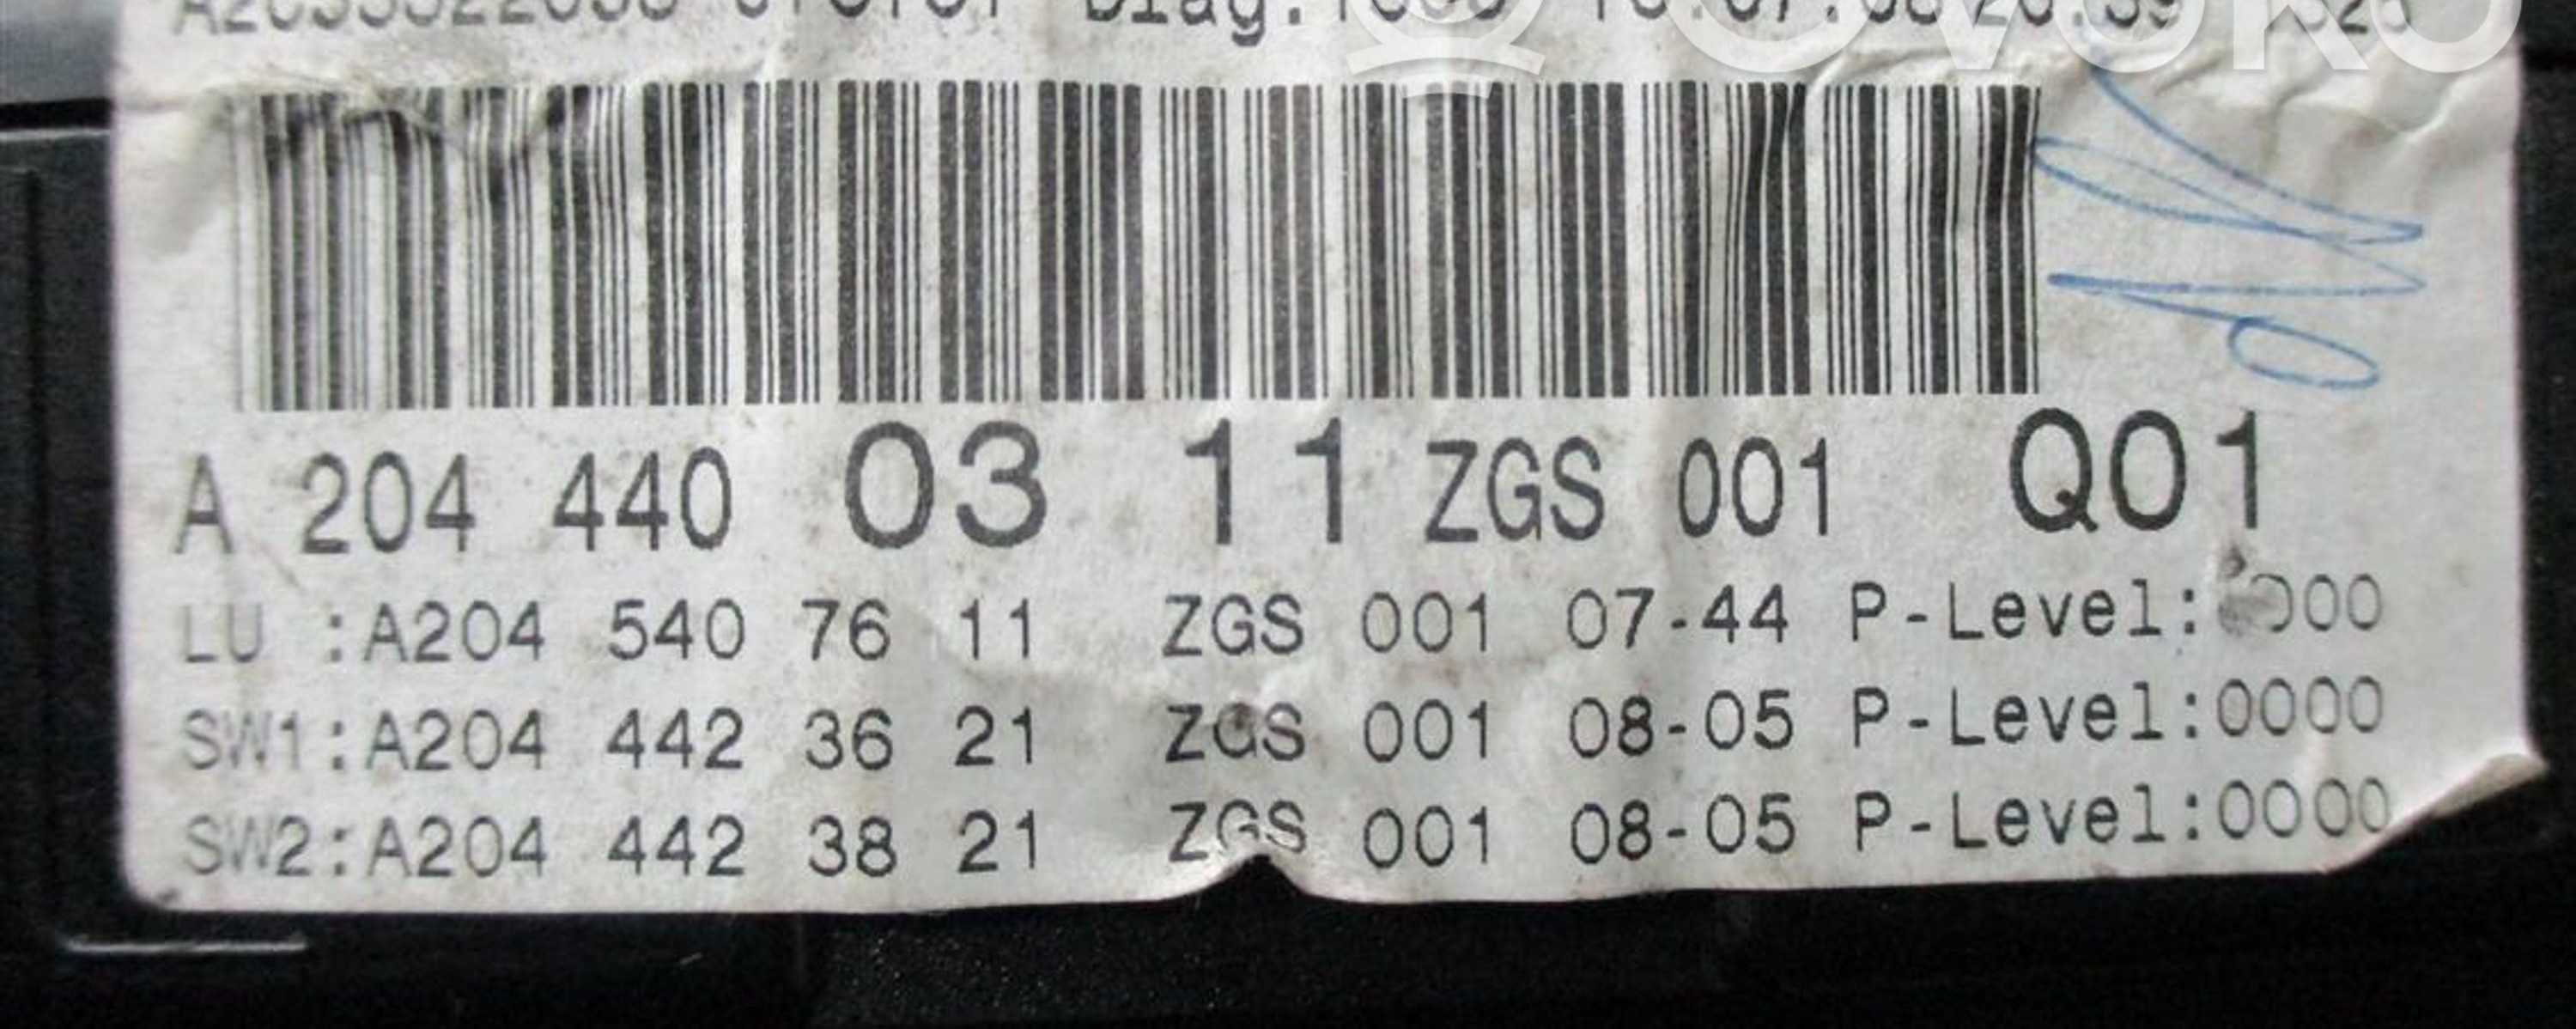 Diag.
OVOKO
A 204 440 03 11 ZGS 001 Q01
LU :A204 540 76 11 ZGS 001 07-44 P-Level:
SW1:A204 442 36 21 ZGS 001 08-05 P-Level:0000
SW2:A204 442 38 21 ZGS 001 08-05 P-Level:0000